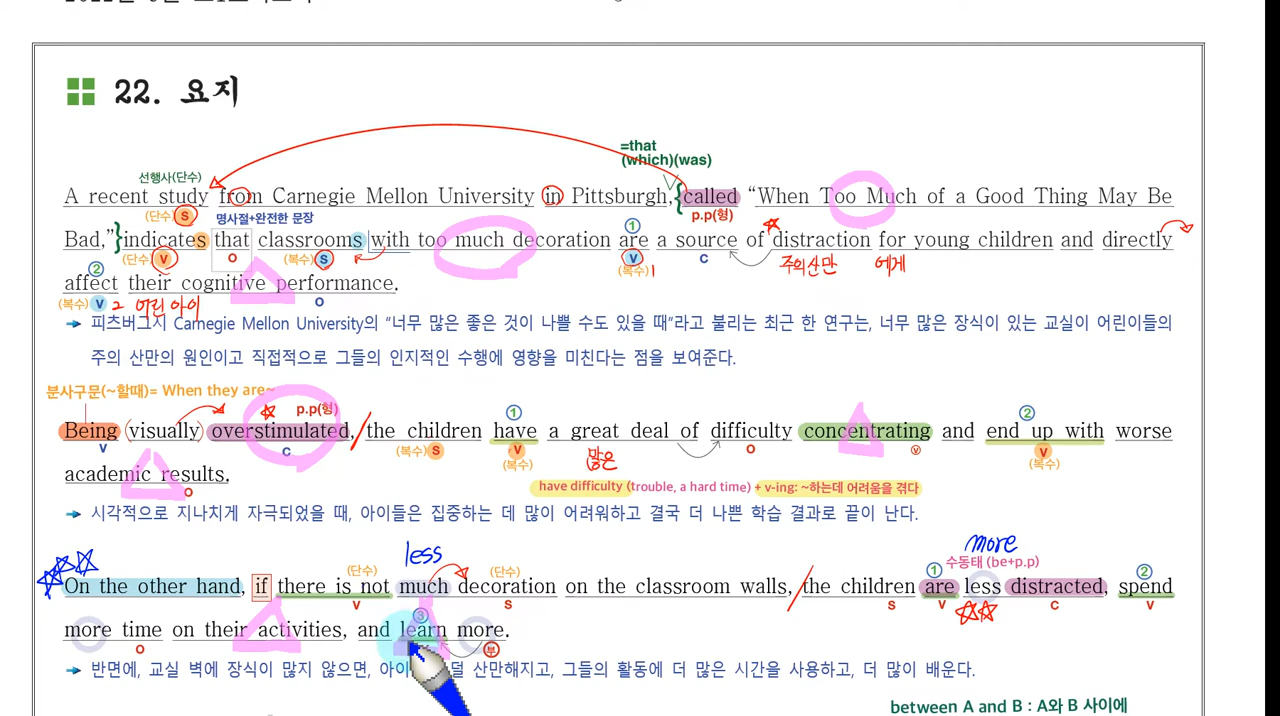 22. 요지
=that
(which)(was)
선행사(단수)
A recent study from Carnegie Mellon University in Pittsburgh, called “When Too Much of a Good Thing May Be
(단수) S 명사절+완전한 문장 p.p(형) ①
Bad,” indicates that classrooms with too much decoration are a source of distraction for young children and directly
(단수) V O (복수) S V 1 C 주의산만 에게
②
affect their cognitive performance.
(복수) V 2 어린 아이 O
➔ 피츠버그시 Carnegie Mellon University의 “너무 많은 좋은 것이 나쁠 수도 있을 때”라고 불리는 최근 한 연구는, 너무 많은 장식이 있는 교실이 어린이들의
주의 산만의 원인이고 직접적으로 그들의 인지적인 수행에 영향을 미친다는 점을 보여준다.
분사구문(~할때)= When they are~
p.p(형) ① ②
Being (visually) overstimulated, the children have a great deal of difficulty concentrating and end up with worse
V C (복수) S V (복수) 많은 O ⓥ V (복수)
academic results.
O
have difficulty (trouble, a hard time) + v-ing: ~하는데 어려움을 겪다
➔ 시각적으로 지나치게 자극되었을 때, 아이들은 집중하는 데 많이 어려워하고 결국 더 나쁜 학습 결과로 끝이 난다.
less more
(단수) (단수) 수동태 (be+p.p)
① ②
On the other hand, if there is not much decoration on the classroom walls, the children are less distracted, spend
V S S V C V
③
more time on their activities, and learn more.
O 부
➔ 반면에, 교실 벽에 장식이 많지 않으면, 덜 산만해지고, 그들의 활동에 더 많은 시간을 사용하고, 더 많이 배운다.
between A and B : A와 B 사이에